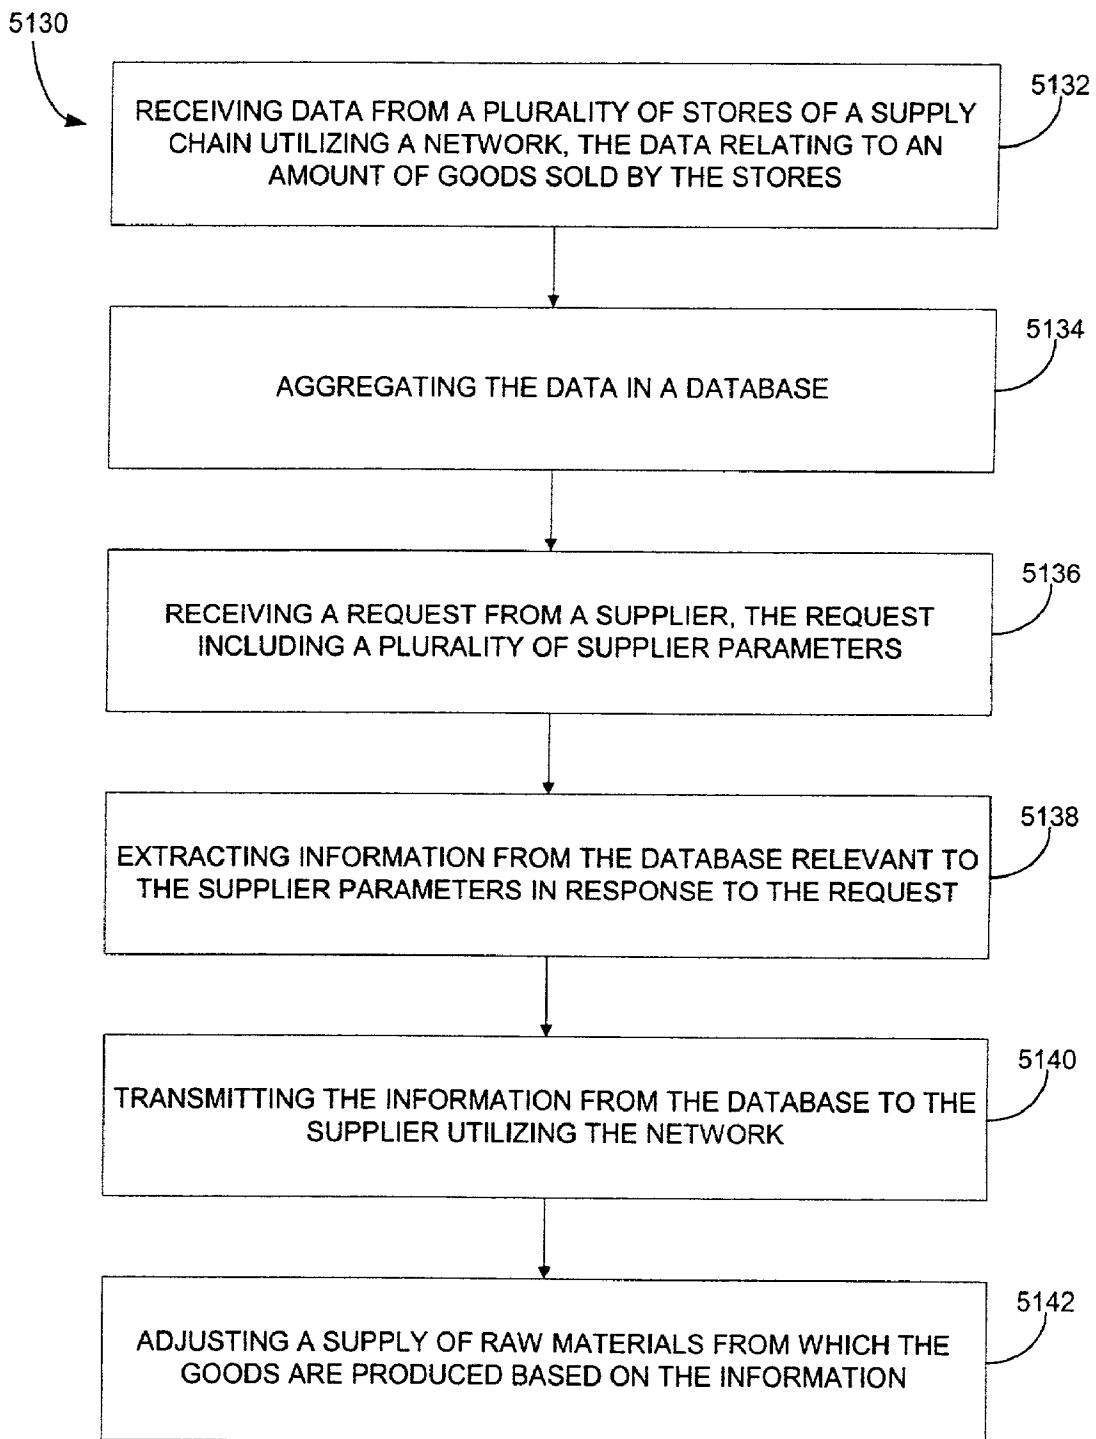 5130
5132
RECEIVING DATA FROM A PLURALITY OF STORES OF A SUPPLY
CHAIN UTILIZING A NETWORK, THE DATA RELATING TO AN
AMOUNT OF GOODS SOLD BY THE STORES
5134
AGGREGATING THE DATA IN A DATABASE
5136
RECEIVING A REQUEST FROM A SUPPLIER, THE REQUEST
INCLUDING A PLURALITY OF SUPPLIER PARAMETERS
5138
EXTRACTING INFORMATION FROM THE DATABASE RELEVANT TO
THE SUPPLIER PARAMETERS IN RESPONSE TO THE REQUEST
5140
TRANSMITTING THE INFORMATION FROM THE DATABASE TO THE
SUPPLIER UTILIZING THE NETWORK
5142
ADJUSTING A SUPPLY OF RAW MATERIALS FROM WHICH THE
GOODS ARE PRODUCED BASED ON THE INFORMATION